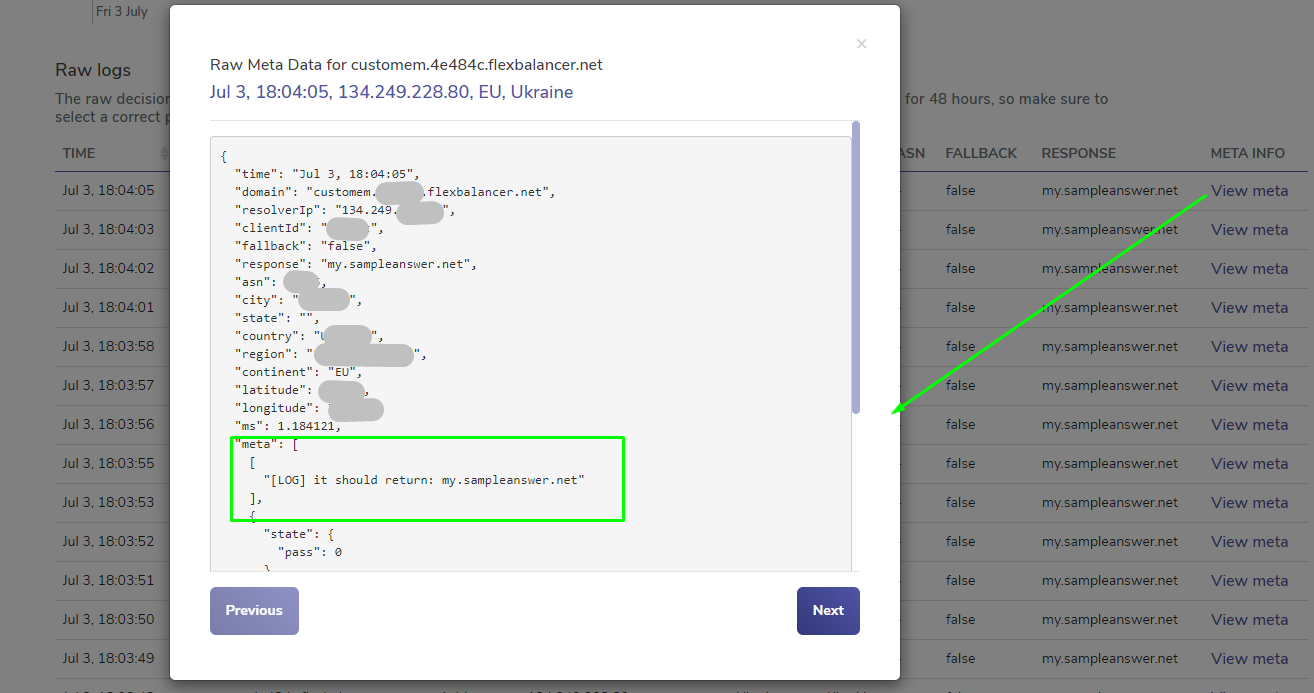 Fri 3 July
Raw logs
The raw decision
for 48 hours, so make sure to
select a correct p
TIME
ASN FALLBACK RESPONSE META INFO
Jul 3, 18:04:05 false my.sampleanswer.net View meta
Jul 3, 18:04:03 false my.sampleanswer.net View meta
Jul 3, 18:04:02 false my.sampleanswer.net View meta
Jul 3, 18:04:01 false my.sampleanswer.net View meta
Jul 3, 18:03:58 false my.sampleanswer.net View meta
Jul 3, 18:03:57 false my.sampleanswer.net View meta
Jul 3, 18:03:56 false my.sampleanswer.net View meta
Jul 3, 18:03:55 false my.sampleanswer.net View meta
Jul 3, 18:03:53 false my.sampleanswer.net View meta
Jul 3, 18:03:52 false my.sampleanswer.net View meta
Jul 3, 18:03:51 false my.sampleanswer.net View meta
Jul 3, 18:03:50 false my.sampleanswer.net View meta
Jul 3, 18:03:49 false my.sampleanswer.net View meta
×
Raw Meta Data for customem.4e484c.flexbalancer.net
Jul 3, 18:04:05, 134.249.228.80, EU, Ukraine
{
"time": "Jul 3, 18:04:05",
"domain": "customem. .flexbalancer.net",
"resolverIp": "134.249. ",
"clientId": " ",
"fallback": "false",
"response": "my.sampleanswer.net",
"asn": ,
"city": " ",
"state": "",
"country": "U ",
"region": " ",
"continent": "EU",
"latitude": ,
"longitude":
"ms": 1.184121,
"meta": [
[
"[LOG] it should return: my.sampleanswer.net"
],
{
"state": {
"pass": 0
}
Previous
Next